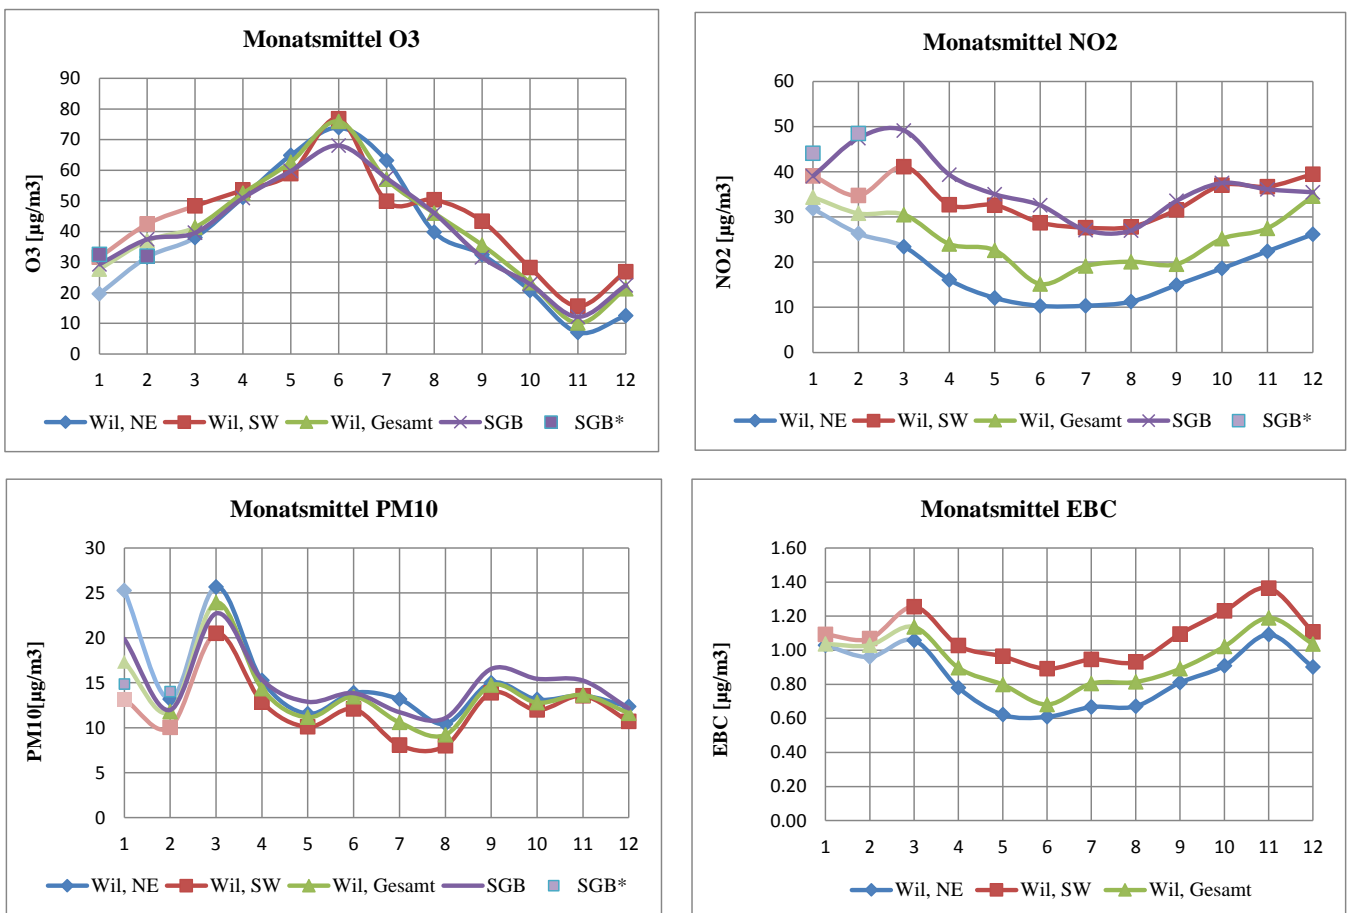 Monatsmittel O3
O3 [µg/m3]
90
80
70
60
50
40
30
20
10
0
1 2 3 4 5 6 7 8 9 10 11 12
Wil, NE Wil, SW Wil, Gesamt SGB SGB*
Monatsmittel NO2
NO2 [µg/m3]
60
50
40
30
20
10
0
1 2 3 4 5 6 7 8 9 10 11 12
Wil, NE Wil, SW Wil, Gesamt SGB SGB*
Monatsmittel PM10
PM10[µg/m3]
30
25
20
15
10
5
0
1 2 3 4 5 6 7 8 9 10 11 12
Wil, NE Wil, SW Wil, Gesamt SGB SGB*
Monatsmittel EBC
EBC [µg/m3]
1.60
1.40
1.20
1.00
0.80
0.60
0.40
0.20
0.00
1 2 3 4 5 6 7 8 9 10 11 12
Wil, NE Wil, SW Wil, Gesamt